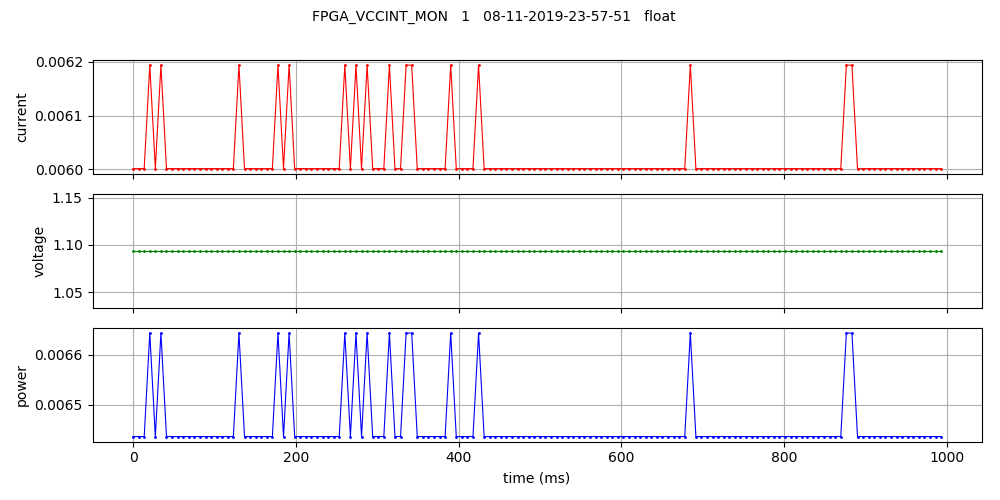 FPGA_VCCINT_MON   1   08-11-2019-23-57-51   float
0.0062
0.0061
0.0060
current
1.15
1.10
1.05
voltage
0.0066
0.0065
power
0 200 400 600 800 1000
time (ms)